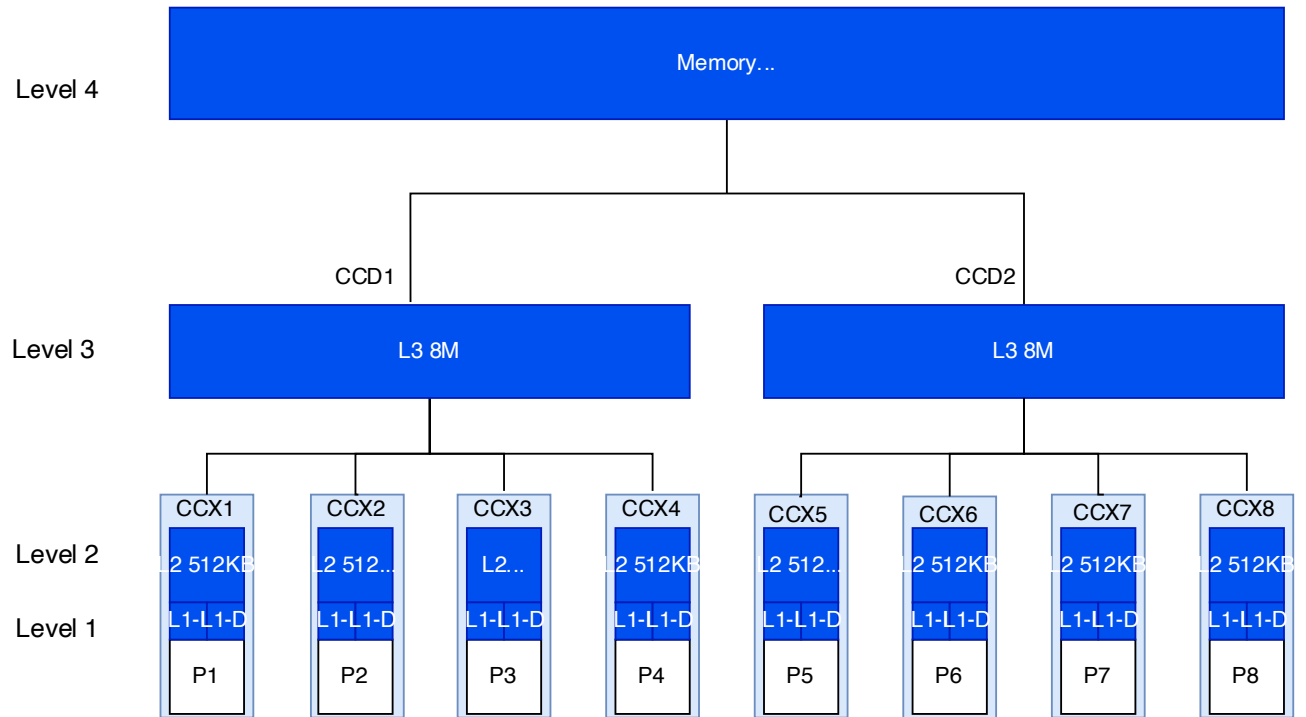 Level 4
Memory...
CCD1
CCD2
Level 3
L3 8M
L3 8M
CCX1
CCX2
CCX3
CCX4
CCX5
CCX6
CCX7
CCX8
Level 2
L2 512KB
L2 512...
L2...
L2 512KB
L2 512...
L2 512KB
L2 512KB
L2 512KB
Level 1
L1-L1-D
L1-L1-D
L1-L1-D
L1-L1-D
L1-L1-D
L1-L1-D
L1-L1-D
L1-L1-D
P1
P2
P3
P4
P5
P6
P7
P8